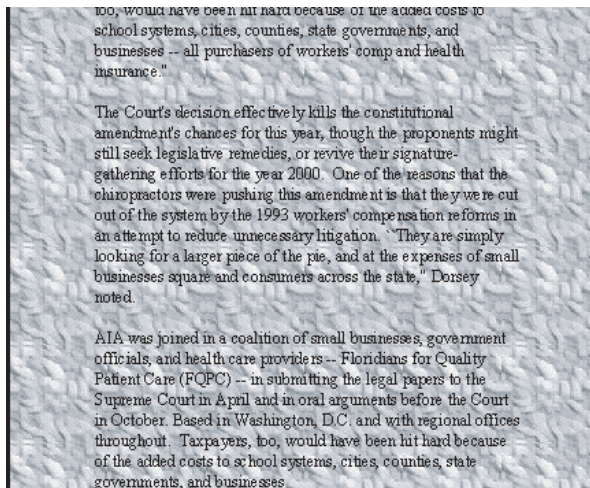 too, would have been hit hard because of the added costs to
school systems, cities, counties, state governments, and
businesses -- all purchasers of workers' comp and health
insurance."
The Court's decision effectively kills the constitutional
amendment's chances for this year, though the proponents might
still seek legislative remedies, or revive their signature-
gathering efforts for the year 2000.  One of the reasons that the
chiropractors were pushing this amendment is that they were cut
out of the system by the 1993 workers' compensation reforms in
an attempt to reduce unnecessary litigation.  ``They are simply
looking for a larger piece of the pie, and at the expenses of small
businesses square and consumers across the state," Dorsey
noted.
AIA was joined in a coalition of small businesses, government
officials, and health care providers -- Floridians for Quality
Patient Care (FQPC) -- in submitting the legal papers to the
Supreme Court in April and in oral arguments before the Court
in October. Based in Washington, D.C. and with regional offices
throughout.  Taxpayers, too, would have been hit hard because
of the added costs to school systems, cities, counties, state
governments, and businesses